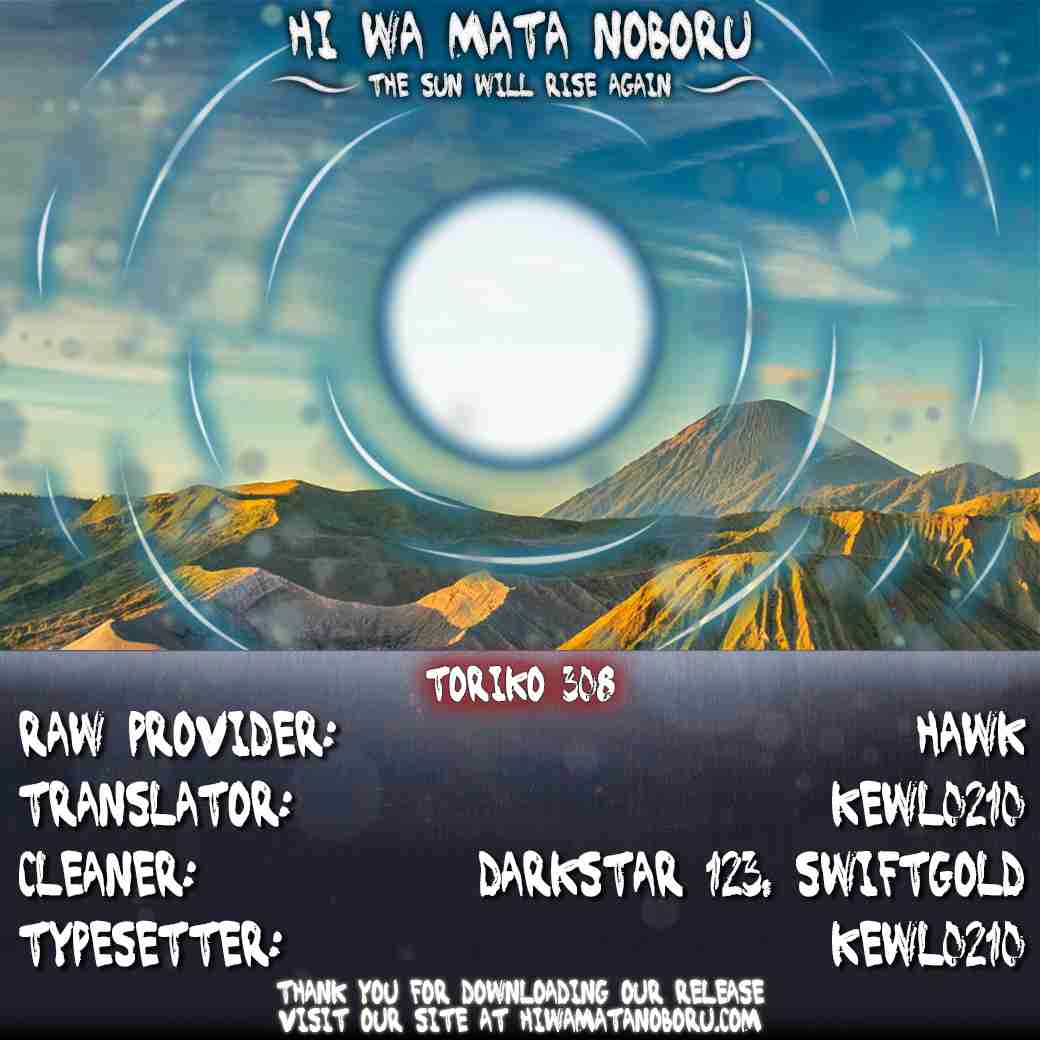 HI WA MATA NOBORU
THE SUN WILL RISE AGAIN
TORIKO 308
RAW PROVIDER: HAWK
TRANSLATOR: KEWL0210
CLEANER: DARKSTAR 123, SWIFTGOLD
TYPESETTER: KEWL0210
THANK YOU FOR DOWNLOADING OUR RELEASE
VISIT OUR SITE AT HIWAMATANOBORU.COM